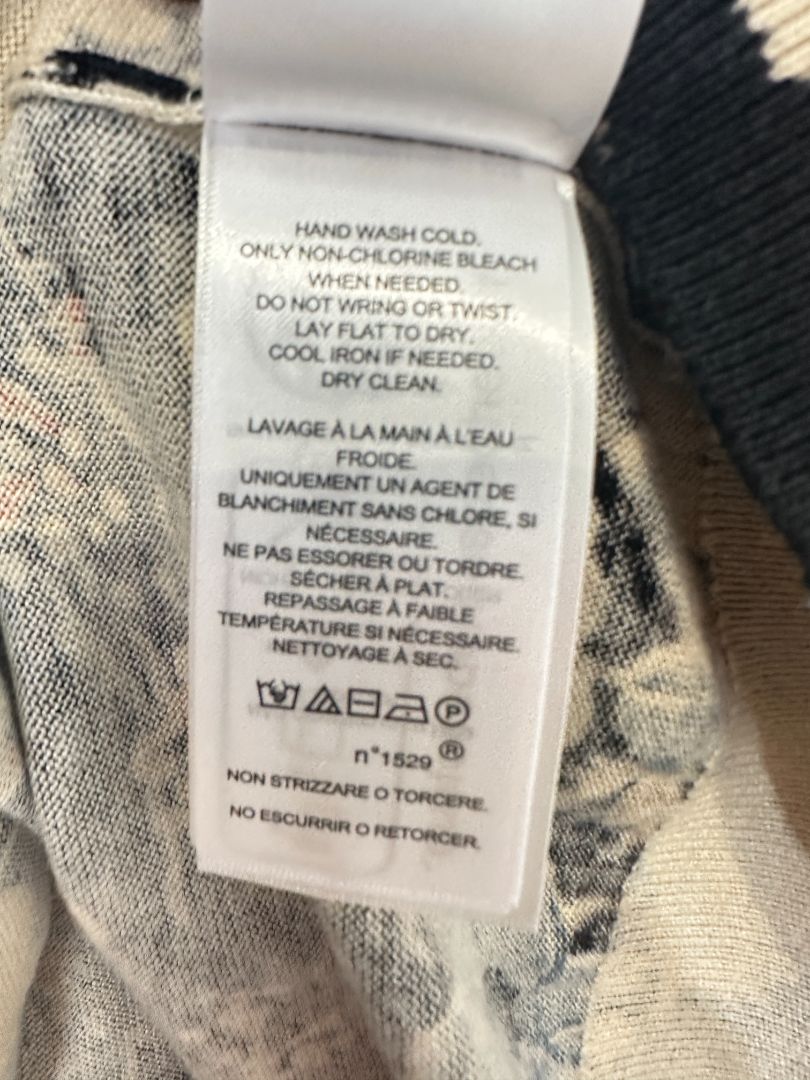 HAND WASH COLD.
ONLY NON-CHLORINE BLEACH
WHEN NEEDED.
DO NOT WRING OR TWIST.
LAY FLAT TO DRY.
COOL IRON IF NEEDED.
DRY CLEAN.
LAVAGE À LA MAIN À L'EAU
FROIDE.
UNIQUEMENT UN AGENT DE
BLANCHIMENT SANS CHLORE, SI
NÉCESSAIRE.
NE PAS ESSORER OU TORDRE.
SÉCHER À PLAT.
REPASSAGE À FAIBLE
TEMPÉRATURE SI NÉCESSAIRE.
NETTOYAGE À SEC.
P
n°1529 ®
NON STRIZZARE O TORCERE.
NO ESCURRIR O RETORCER.